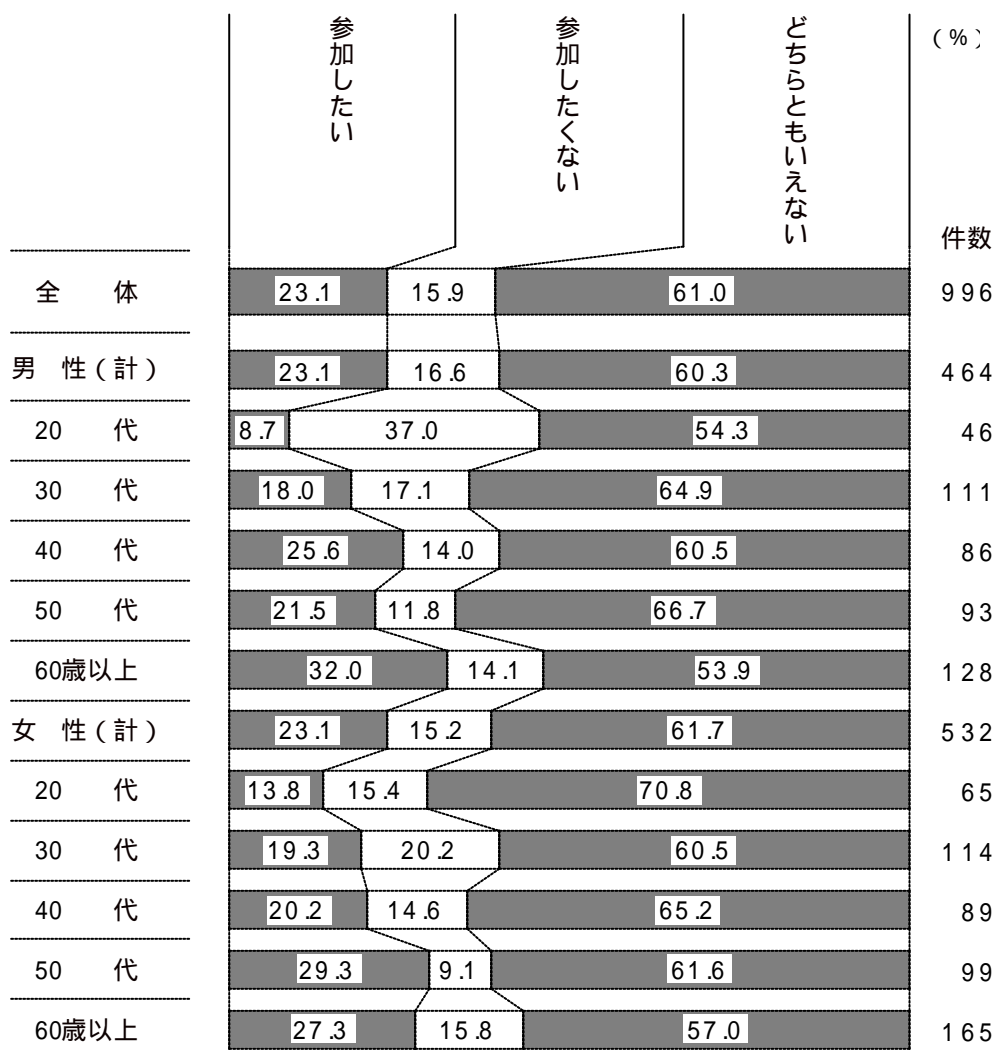 参加したい 参加したくない どちらともいえない (%)
件数
全 体 23.1 15.9 61.0 996
男 性(計) 23.1 16.6 60.3 464
20 代 8.7 37.0 54.3 46
30 代 18.0 17.1 64.9 111
40 代 25.6 14.0 60.5 86
50 代 21.5 11.8 66.7 93
60歳以上 32.0 14.1 53.9 128
女 性(計) 23.1 15.2 61.7 532
20 代 13.8 15.4 70.8 65
30 代 19.3 20.2 60.5 114
40 代 20.2 14.6 65.2 89
50 代 29.3 9.1 61.6 99
60歳以上 27.3 15.8 57.0 165